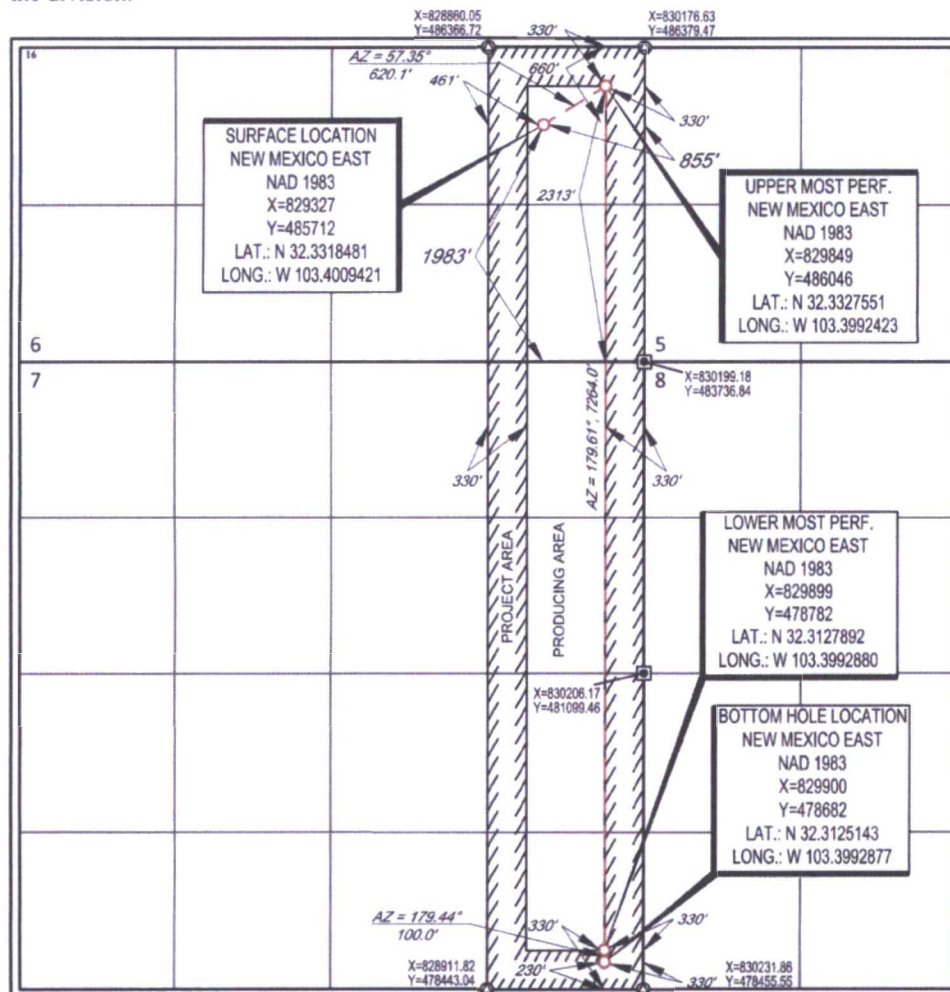 X=828860.05
Y=486366.72
330'
X=830176.63
Y=486379.47
16
AZ = 57.35°
620.1'
461'
660'
330'
855'
SURFACE LOCATION
NEW MEXICO EAST
NAD 1983
X=829327
Y=485712
LAT.: N 32.3318481
LONG.: W 103.4009421
2313'
1983'
UPPER MOST PERF.
NEW MEXICO EAST
NAD 1983
X=829849
Y=486046
LAT.: N 32.3327551
LONG.: W 103.3992423
6
5
7
8
X=830199.18
Y=483736.84
AZ = 179.61°, 7264.0'
330'
330'
PROJECT AREA
PRODUCING AREA
LOWER MOST PERF.
NEW MEXICO EAST
NAD 1983
X=829899
Y=478782
LAT.: N 32.3127892
LONG.: W 103.3992880
X=830206.17
Y=481099.46
BOTTOM HOLE LOCATION
NEW MEXICO EAST
NAD 1983
X=829900
Y=478682
LAT.: N 32.3125143
LONG.: W 103.3992877
AZ = 179.44°
100.0'
330'
330'
X=828911.82
Y=478443.04
230'
X=830231.86
Y=478455.55
330'